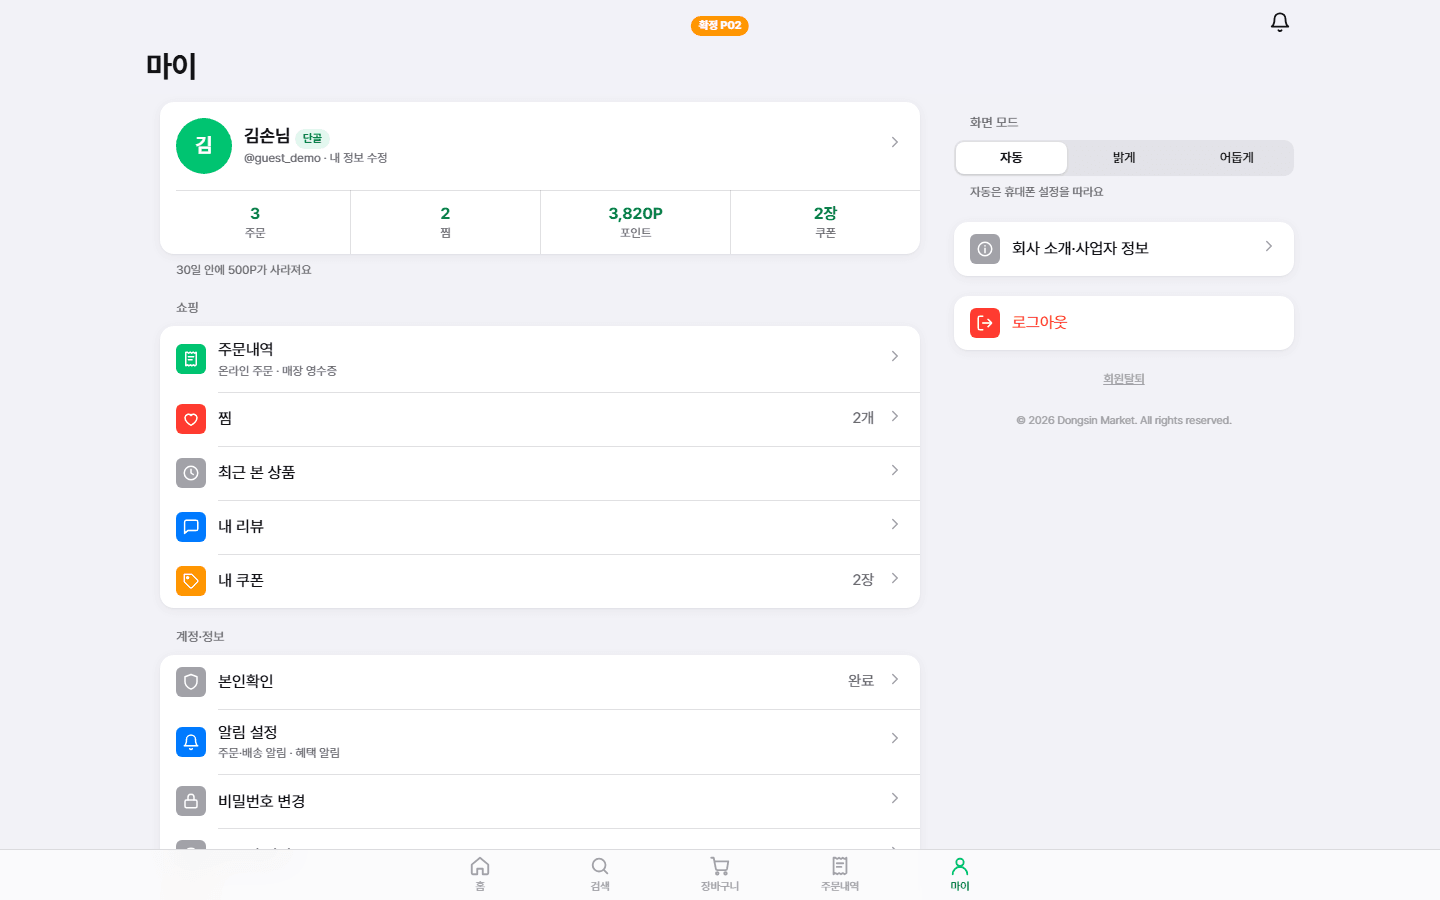 확정 P02
마이
김
김손님 단골
@guest_demo · 내 정보 수정
3
주문
2
찜
3,820P
포인트
2장
쿠폰
30일 안에 500P가 사라져요
쇼핑
주문내역
온라인 주문 · 매장 영수증
찜
2개
최근 본 상품
내 리뷰
내 쿠폰
2장
계정·정보
본인확인
완료
알림 설정
주문·배송 알림 · 혜택 알림
비밀번호 변경
화면 모드
자동
밝게
어둡게
자동은 휴대폰 설정을 따라요
회사 소개·사업자 정보
로그아웃
회원탈퇴
© 2026 Dongsin Market. All rights reserved.
홈
검색
장바구니
주문내역
마이